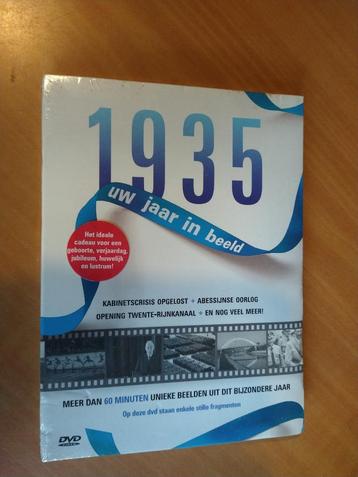 1935
uw jaar in beeld
Het ideale
cadeau voor een
geboorte, verjaardag,
jubileum, huwelijk
en lustrum!
KABINETSCRISIS OPGELOST + ABESSIJNSE OORLOG
OPENING TWENTE-RIJNKANAAL + EN NOG VEEL MEER!
MEER DAN 60 MINUTEN UNIEKE BEELDEN UIT DIT BIJZONDERE JAAR
Op deze dvd staan enkele stille fragmenten
DVD
VIDEO